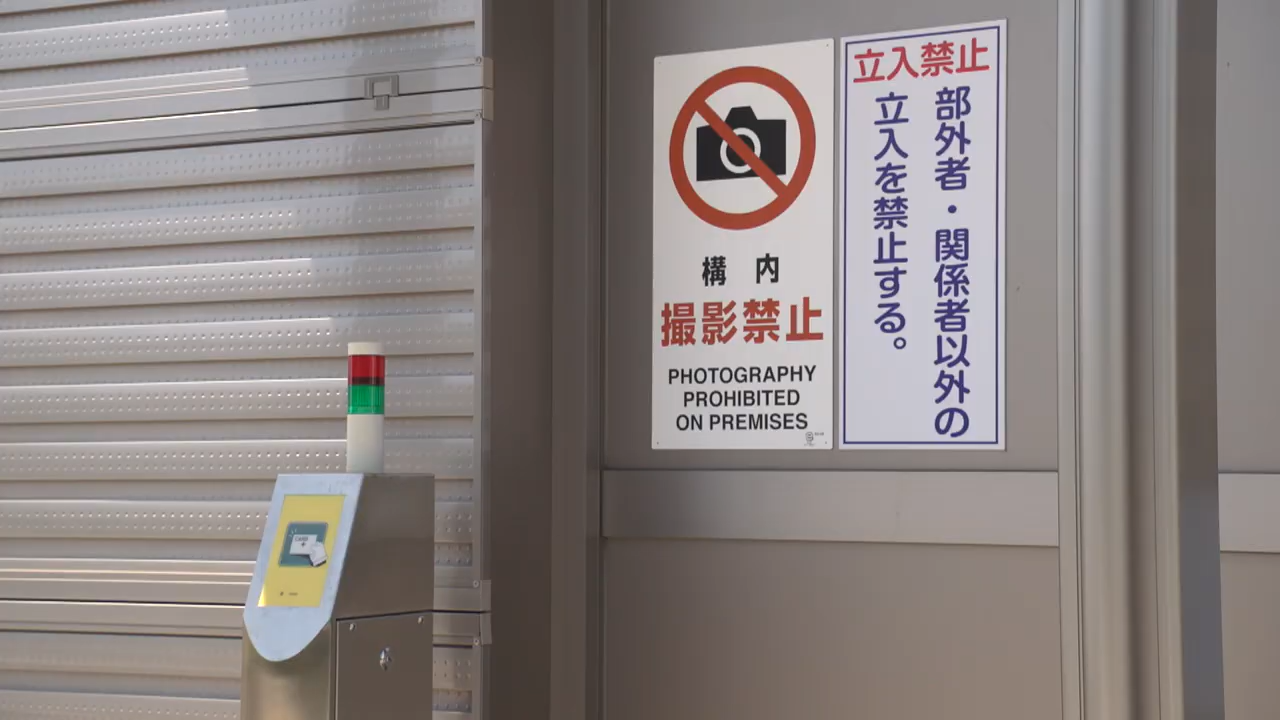 構内
撮影禁止
PHOTOGRAPHY
PROHIBITED
ON PREMISES
立入禁止
部外者・関係者以外の
立入を禁止する。